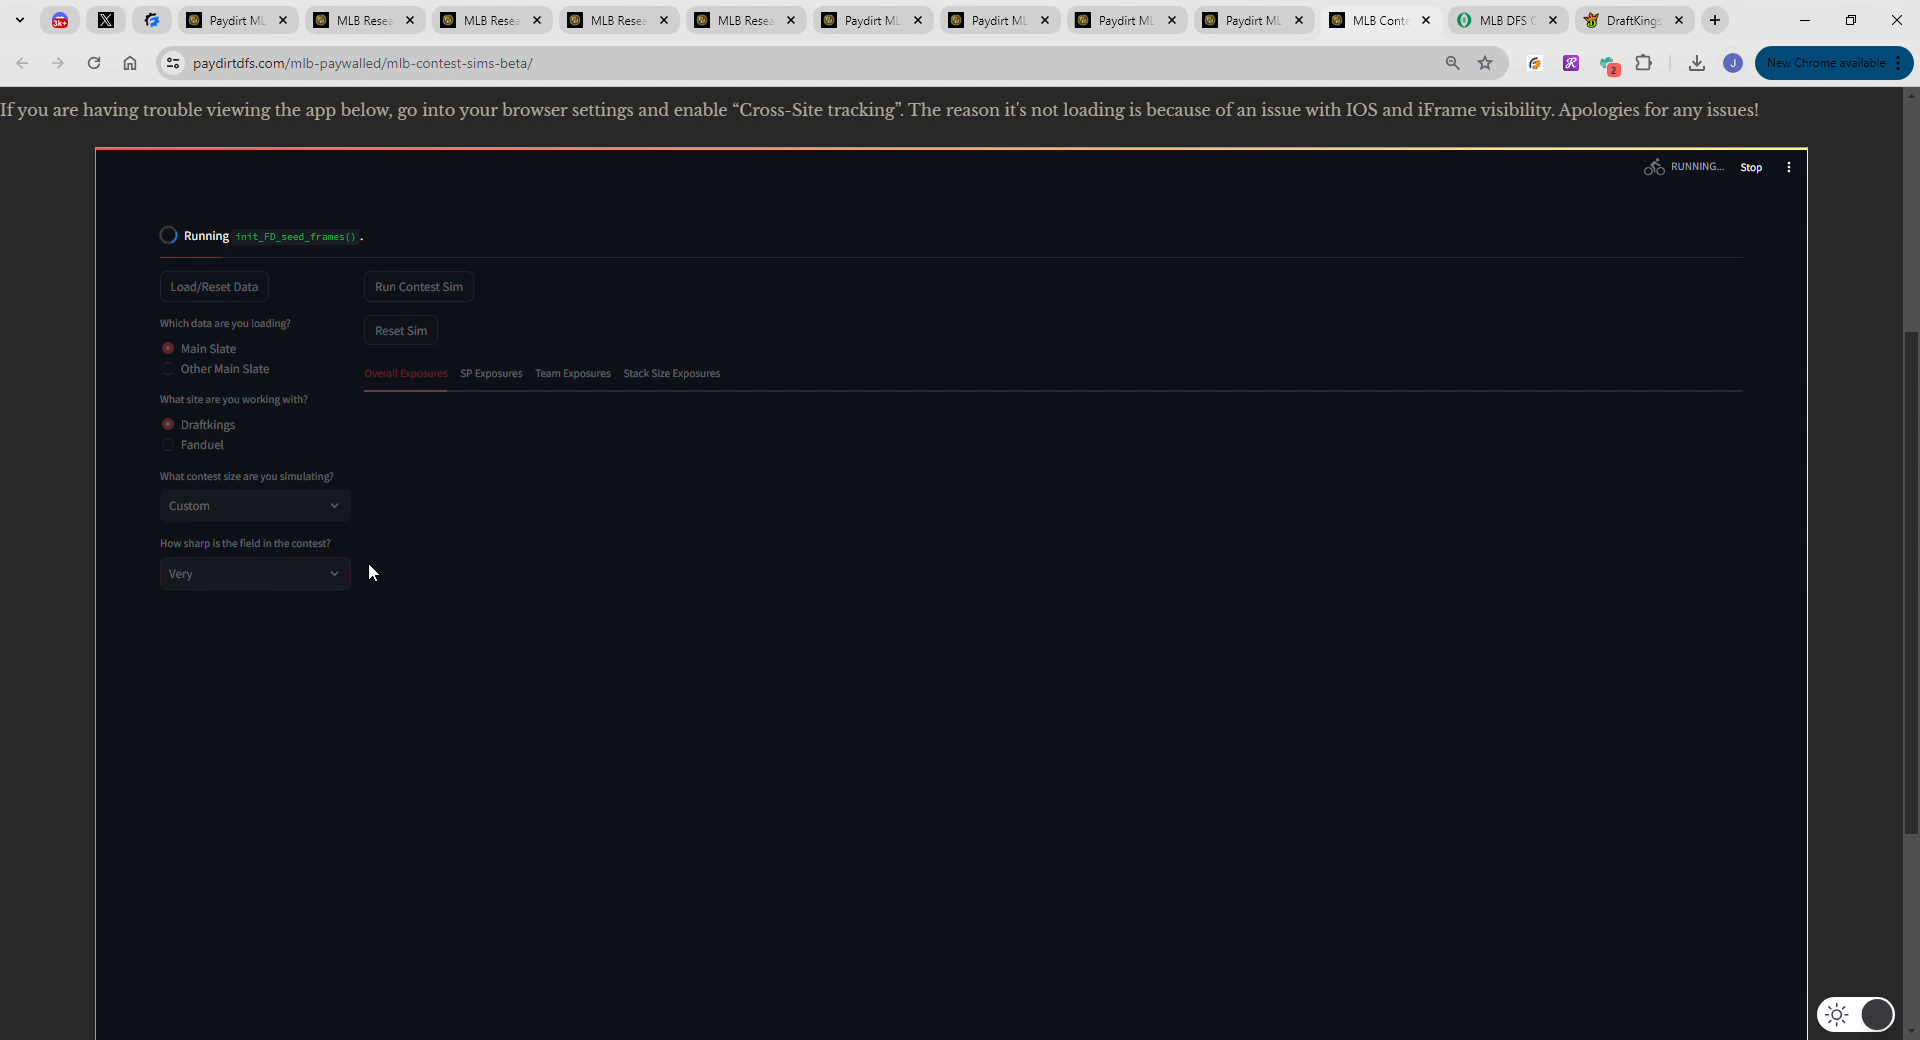 3k+
Paydirt ML
MLB Resea
MLB Resea
MLB Resea
MLB Resea
Paydirt ML
Paydirt ML
Paydirt ML
Paydirt ML
MLB Conte
MLB DFS C
DraftKings
paydirtdfs.com/mlb-paywalled/mlb-contest-sims-beta/
2
J
New Chrome available
If you are having trouble viewing the app below, go into your browser settings and enable “Cross-Site tracking”. The reason it's not loading is because of an issue with IOS and iFrame visibility. Apologies for any issues!
RUNNING...
Stop
Running init_FD_seed_frames() .
Load/Reset Data
Run Contest Sim
Which data are you loading?
Reset Sim
Main Slate
Other Main Slate
Overall Exposures
SP Exposures
Team Exposures
Stack Size Exposures
What site are you working with?
Draftkings
Fanduel
What contest size are you simulating?
Custom
How sharp is the field in the contest?
Very